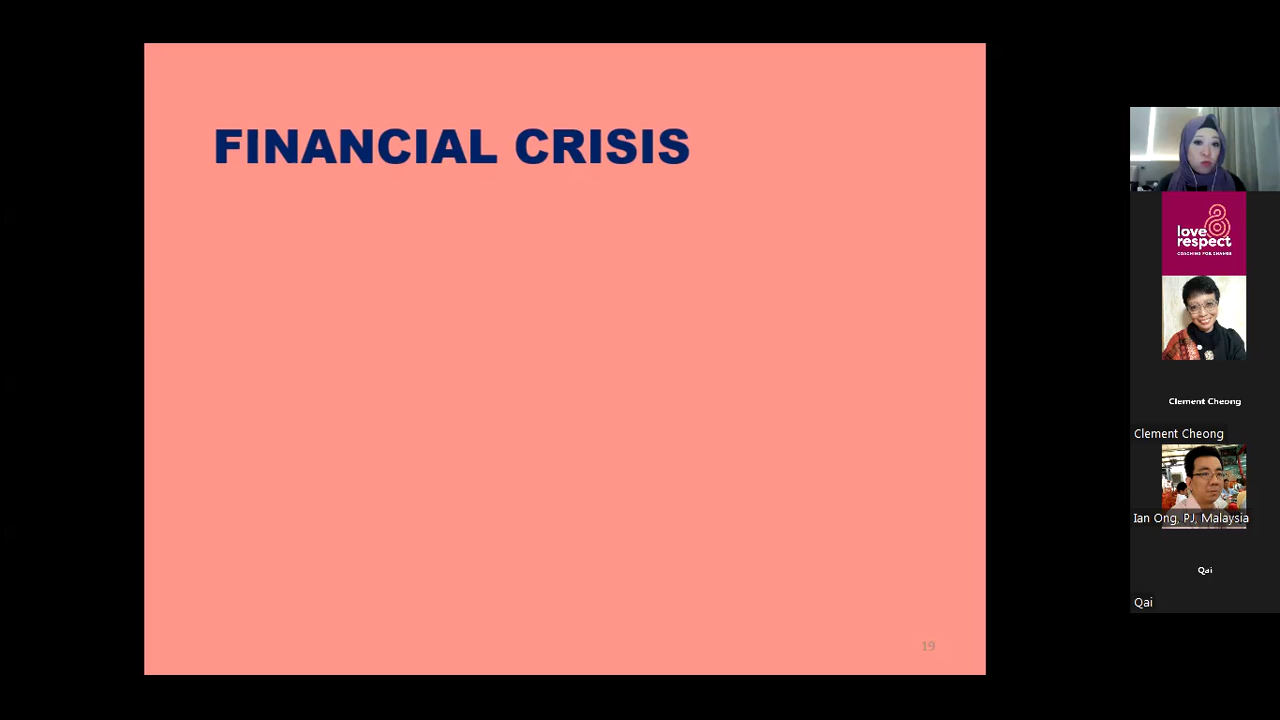 FINANCIAL CRISIS
19
love &
respect
COACHING FOR CHANGE
Clement Cheong
Clement Cheong
Ian Ong, PJ, Malaysia
Qai
Qai